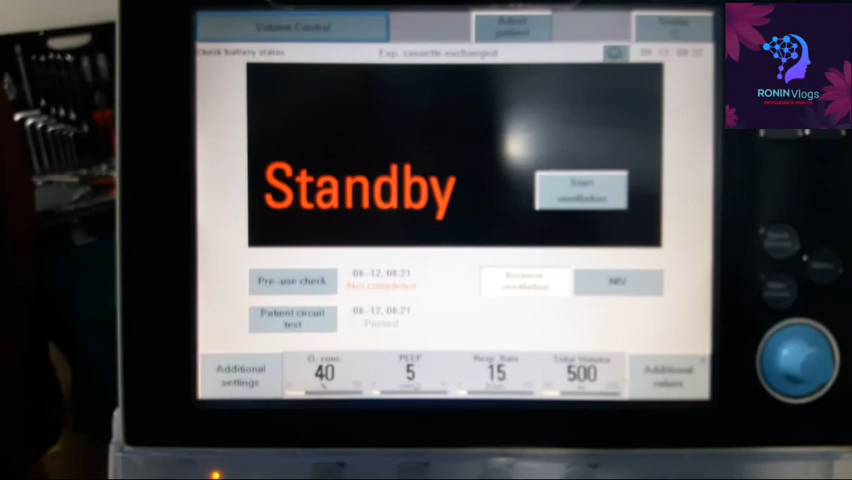 Volume Control
Admit
patient
Status
Check battery status
Exp. cassette exchanged
RONIN Vlogs
Standby
Start
ventilation
Pre-use check
08-12, 08:21
Not completed
Invasive
ventilation
NIV
Patient circuit
test
08-12, 08:21
Passed
Additional
settings
O₂ conc.
40
%
PEEP
5
Resp. Rate
15
Tidal Volume
500
Additional
values